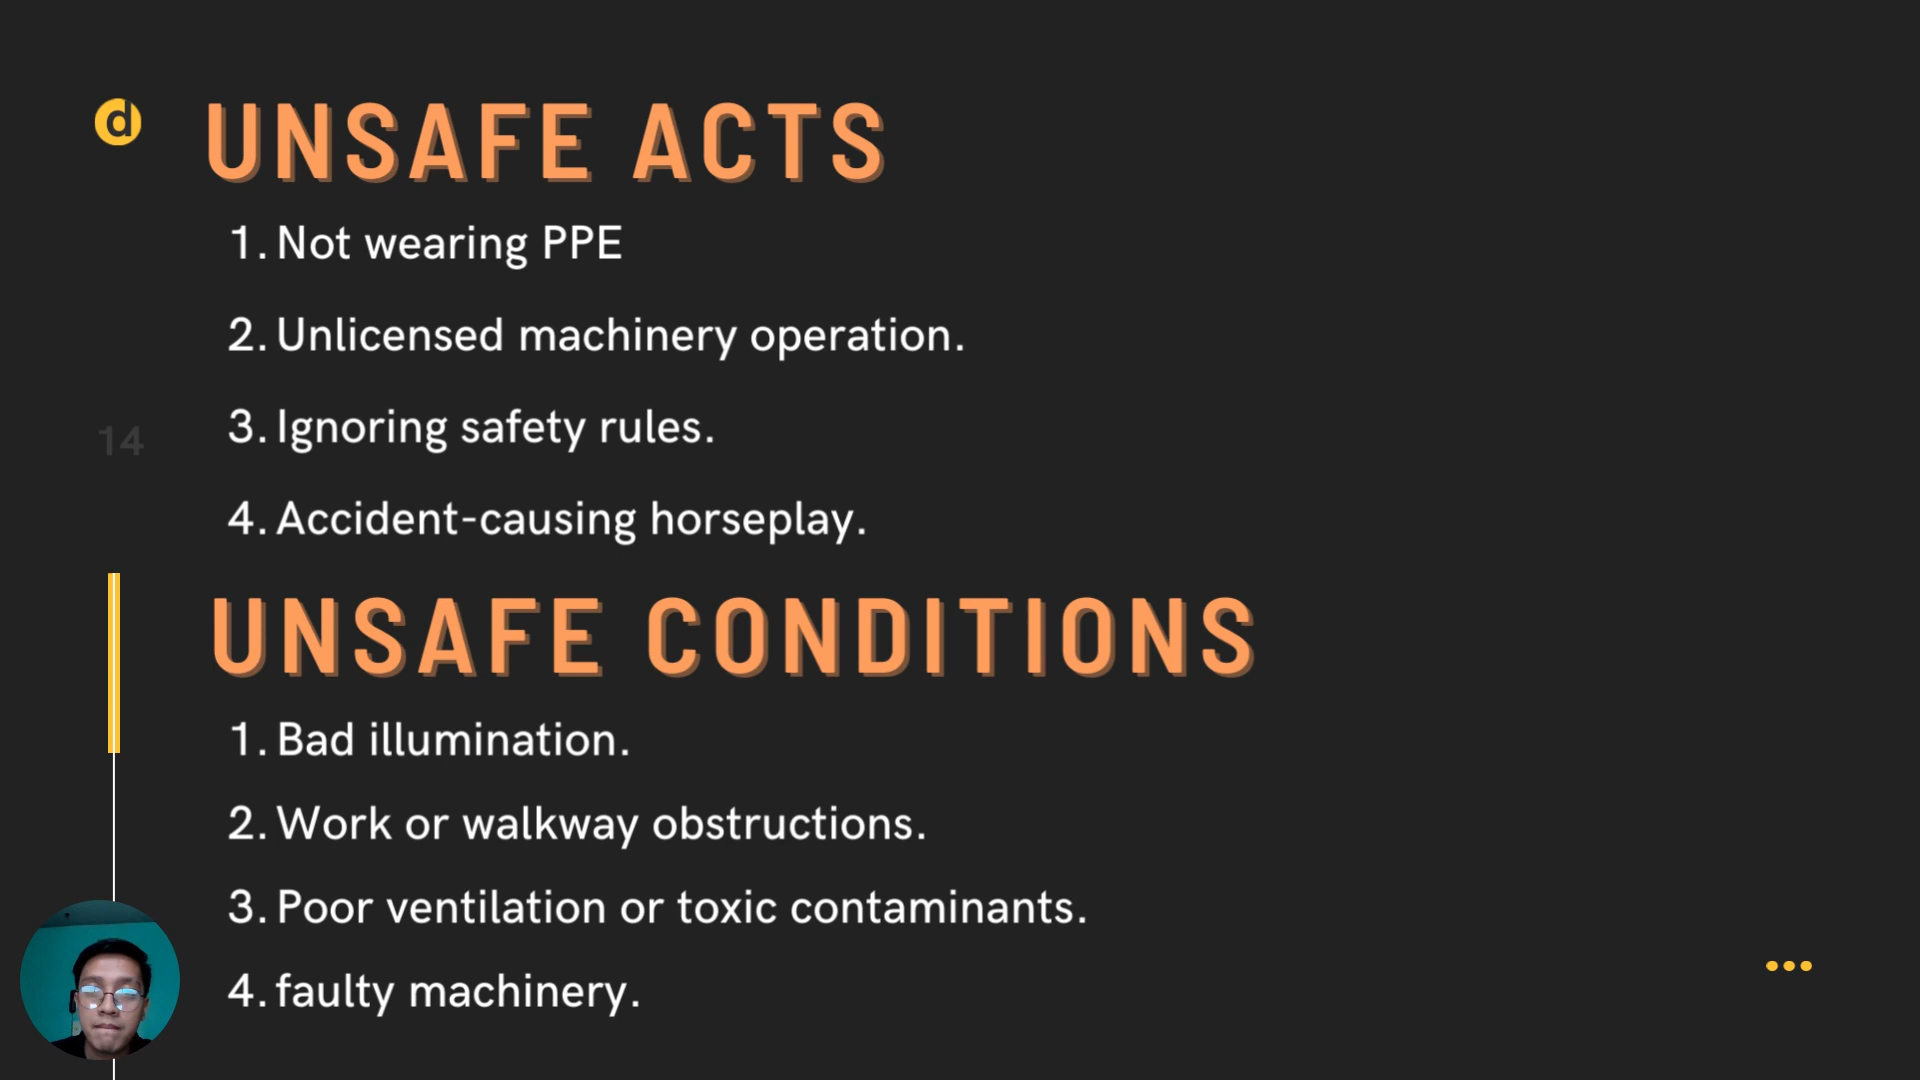 d
UNSAFE ACTS
1. Not wearing PPE
2. Unlicensed machinery operation.
3. Ignoring safety rules.
14
4. Accident-causing horseplay.
UNSAFE CONDITIONS
1. Bad illumination.
2. Work or walkway obstructions.
3. Poor ventilation or toxic contaminants.
4. faulty machinery.